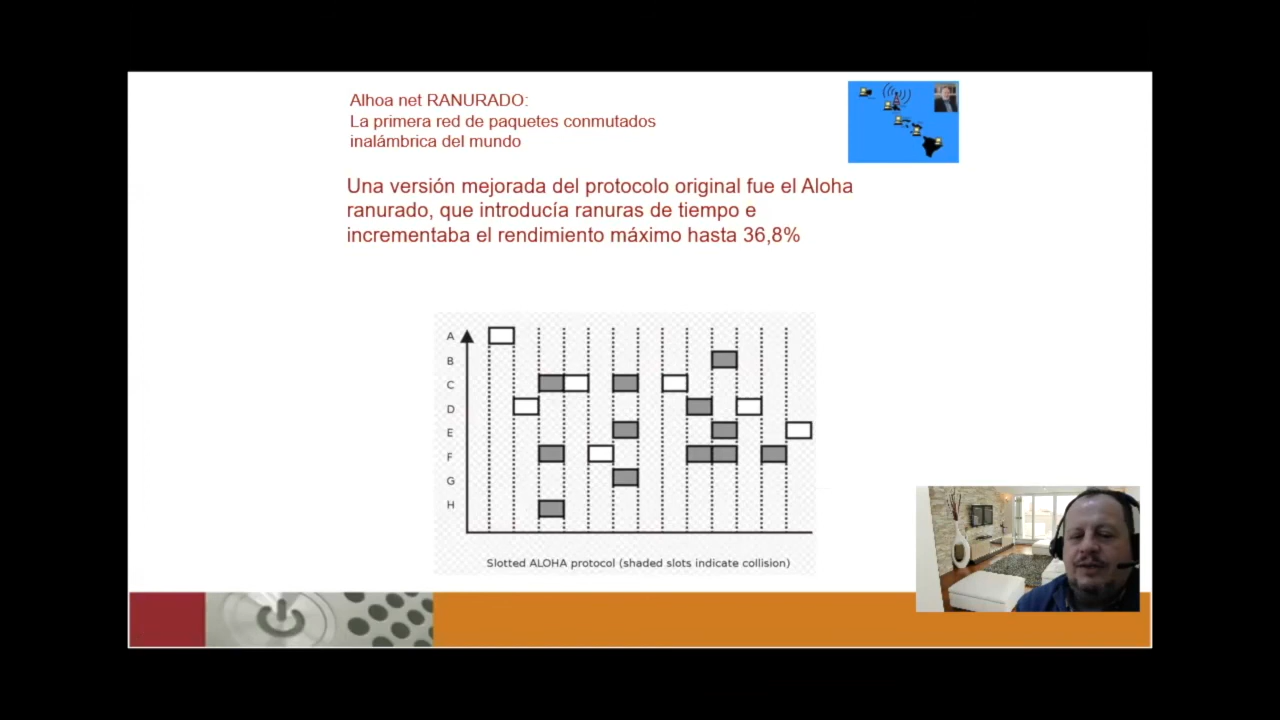 Alhoa net RANURADO:
La primera red de paquetes conmutados
inalámbrica del mundo
Una versión mejorada del protocolo original fue el Aloha
ranurado, que introducía ranuras de tiempo e
incrementaba el rendimiento máximo hasta 36,8%
A
B
C
D
E
F
G
H
Slotted ALOHA protocol (shaded slots indicate collision)